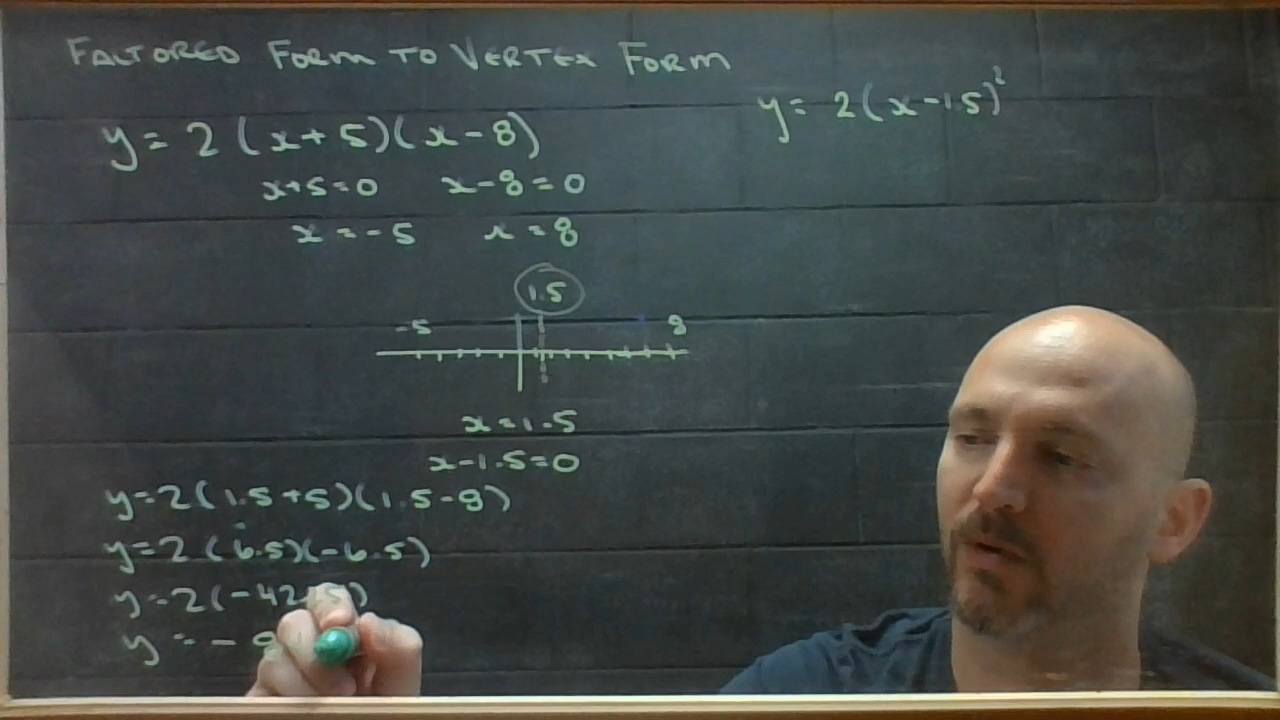 FACTORED FORM TO VERTEX FORM
y = 2(x+5)(x-8)
x+5=0 x-8=0
x = -5 x = 8
1.5
-5 8
x = 1.5
x-1.5=0
y=2(1.5+5)(1.5-8)
y=2(6.5)(-6.5)
y=2(-42
y = -
y = 2(x-1.5)²